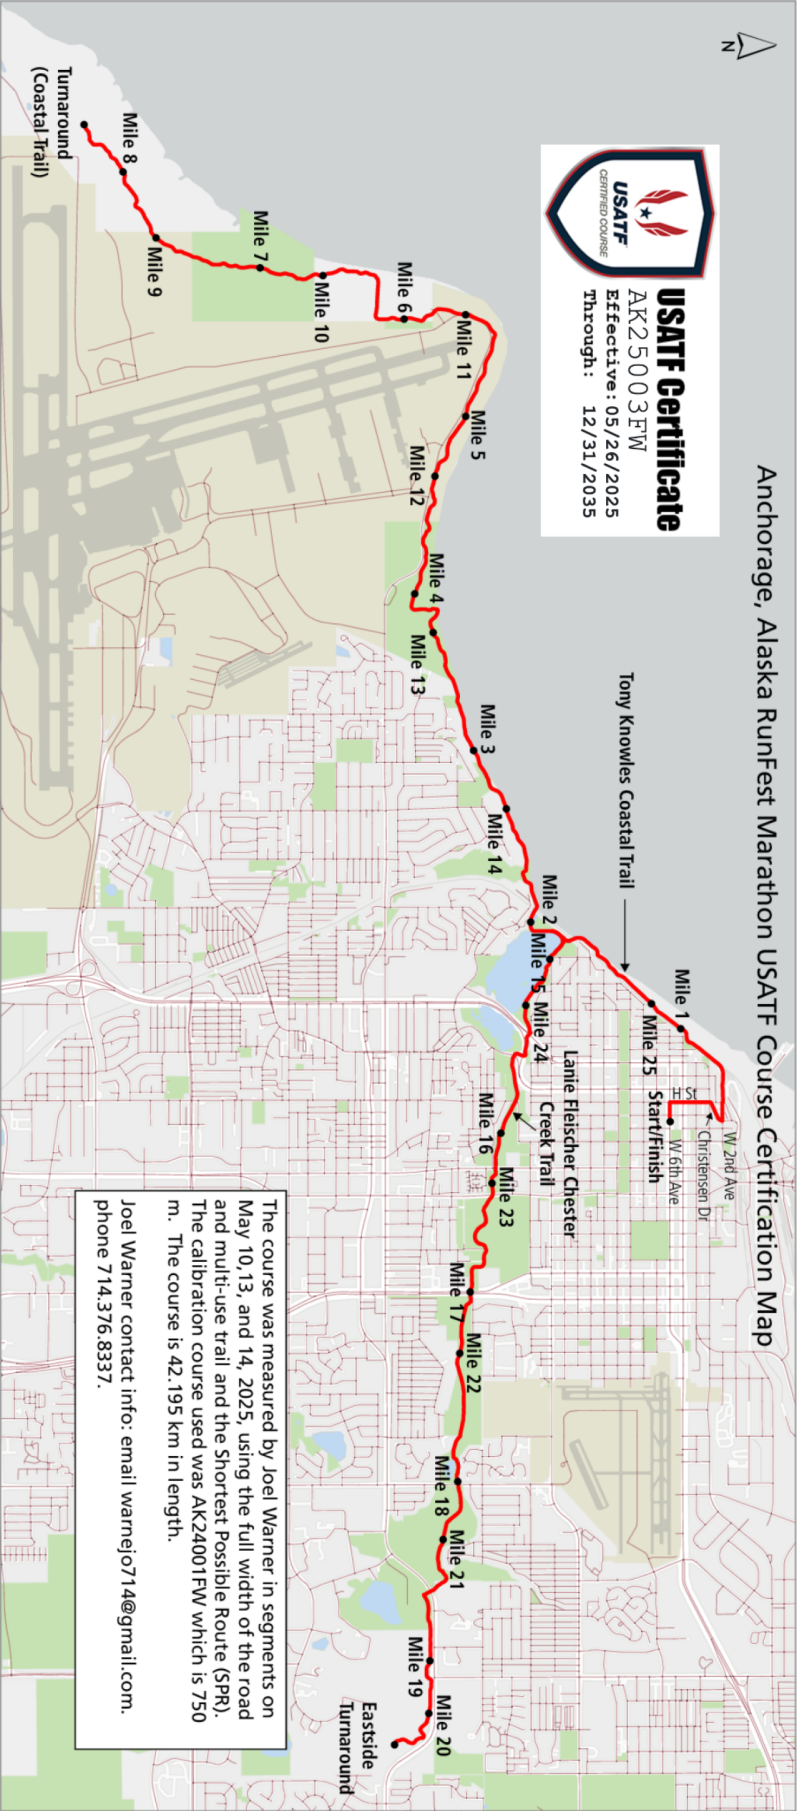 Anchorage, Alaska RunFest Marathon USATF Course Certification Map
N
USATF
CERTIFIED COURSE
USATF Certificate
AK25003FW
Effective: 05/26/2025
Through: 12/31/2035
Tony Knowles Coastal Trail
Mile 1
Mile 25
W 2nd Ave
Christensen Dr
H St
W 6th Ave
Start/Finish
Lanie Fleischer Chester
Creek Trail
Turnaround
(Coastal Trail)
Mile 8
Mile 9
Mile 7
Mile 10
Mile 6
Mile 11
Mile 5
Mile 12
Mile 4
Mile 13
Mile 3
Mile 14
Mile 2
Mile 15
Mile 24
Mile 16
Mile 23
Mile 17
Mile 22
Mile 18
Mile 21
Mile 19
Mile 20
Eastside
Turnaround
The course was measured by Joel Warner in segments on
May 10,13, and 14, 2025, using the full width of the road
and multi-use trail and the Shortest Possible Route (SPR).
The calibration course used was AK24001FW which is 750
m. The course is 42.195 km in length.
Joel Warner contact info: email warnejo714@gmail.com.
phone 714.376.8337.